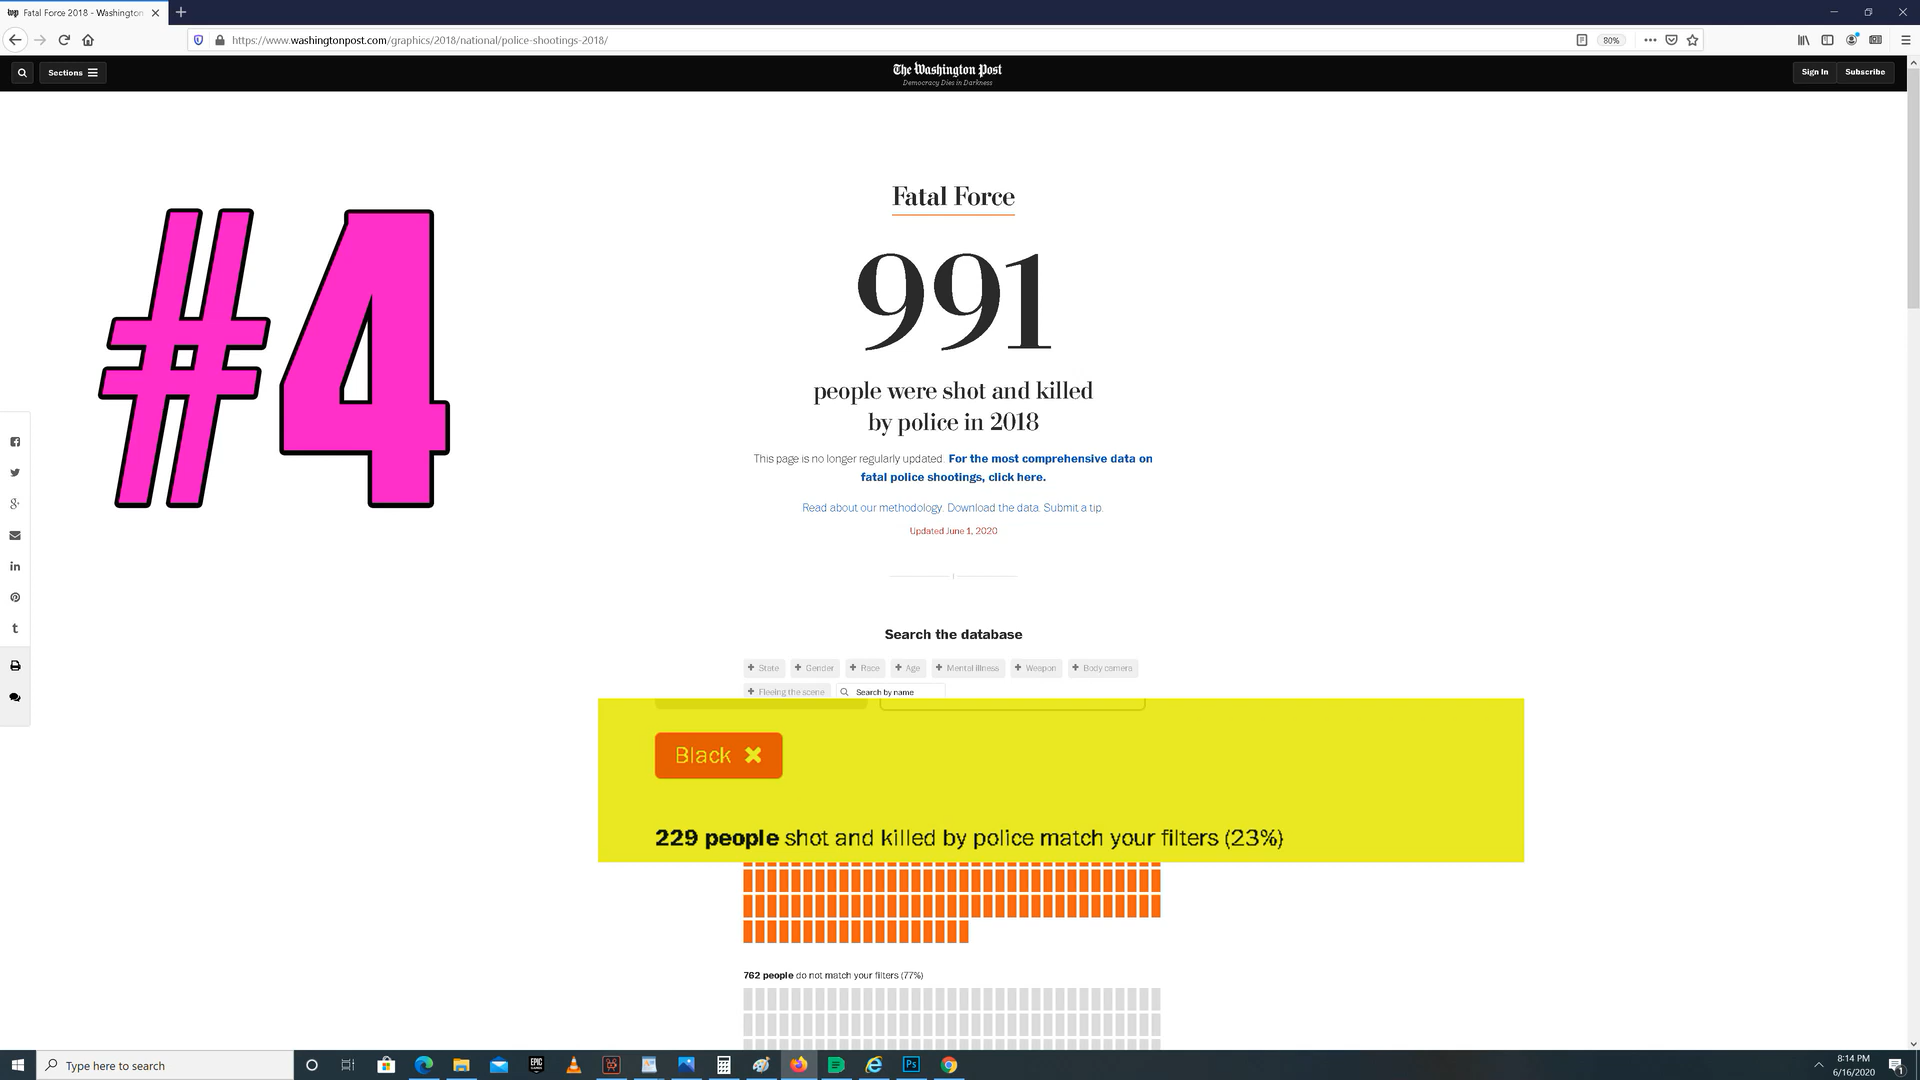 Fatal Force 2018 - Washington
https://www.washingtonpost.com/graphics/2018/national/police-shootings-2018/
80%
Sections
The Washington Post
Democracy Dies in Darkness
Sign In
Subscribe
#4
Fatal Force
991
people were shot and killed
by police in 2018
This page is no longer regularly updated. For the most comprehensive data on
fatal police shootings, click here.
Read about our methodology. Download the data. Submit a tip.
Updated June 1, 2020
Search the database
+ State + Gender + Race + Age + Mental illness + Weapon + Body camera
+ Fleeing the scene Search by name
Black ✖
229 people shot and killed by police match your filters (23%)
762 people do not match your filters (77%)
Type here to search
EPIC GAMES
Ps
8:14 PM
6/16/2020
1